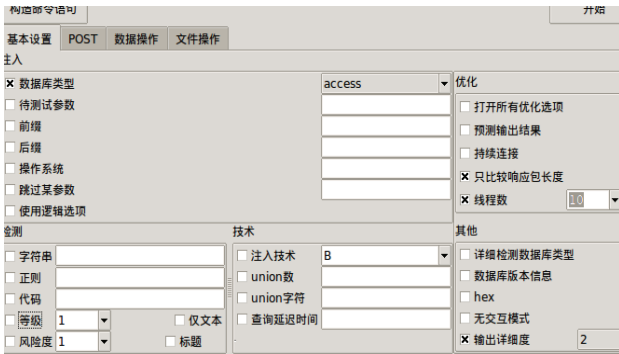 构造命令语句 开始
基本设置 POST 数据操作 文件操作
注入
数据库类型 access
待测试参数
前缀
后缀
操作系统
跳过某参数
使用逻辑选项
优化
打开所有优化选项
预测输出结果
持续连接
只比较响应包长度
线程数 10
检测
字符串
正则
代码
等级 1 仅文本
风险度 1 标题
技术
注入技术 B
union数
union字符
查询延迟时间
其他
详细检测数据库类型
数据库版本信息
hex
无交互模式
输出详细度 2